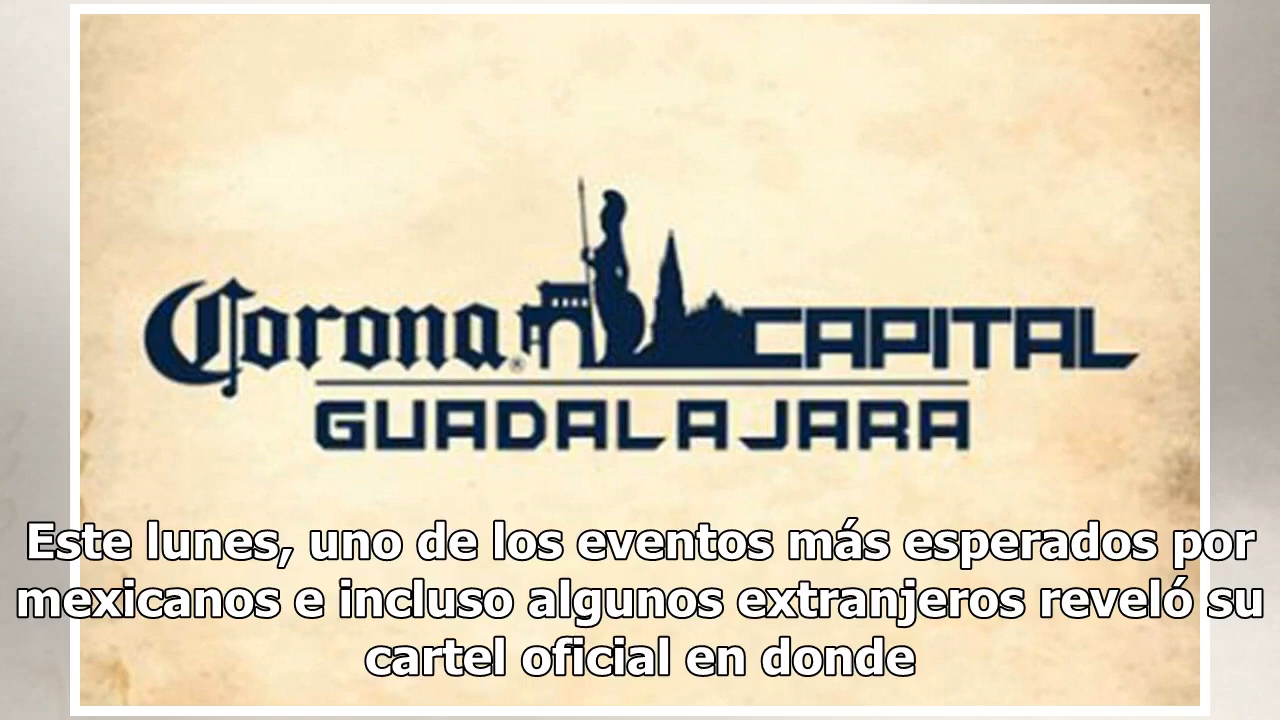 Corona CAPITAL
GUADALAJARA
Este lunes, uno de los eventos más esperados por
mexicanos e incluso algunos extranjeros reveló su
cartel oficial en donde